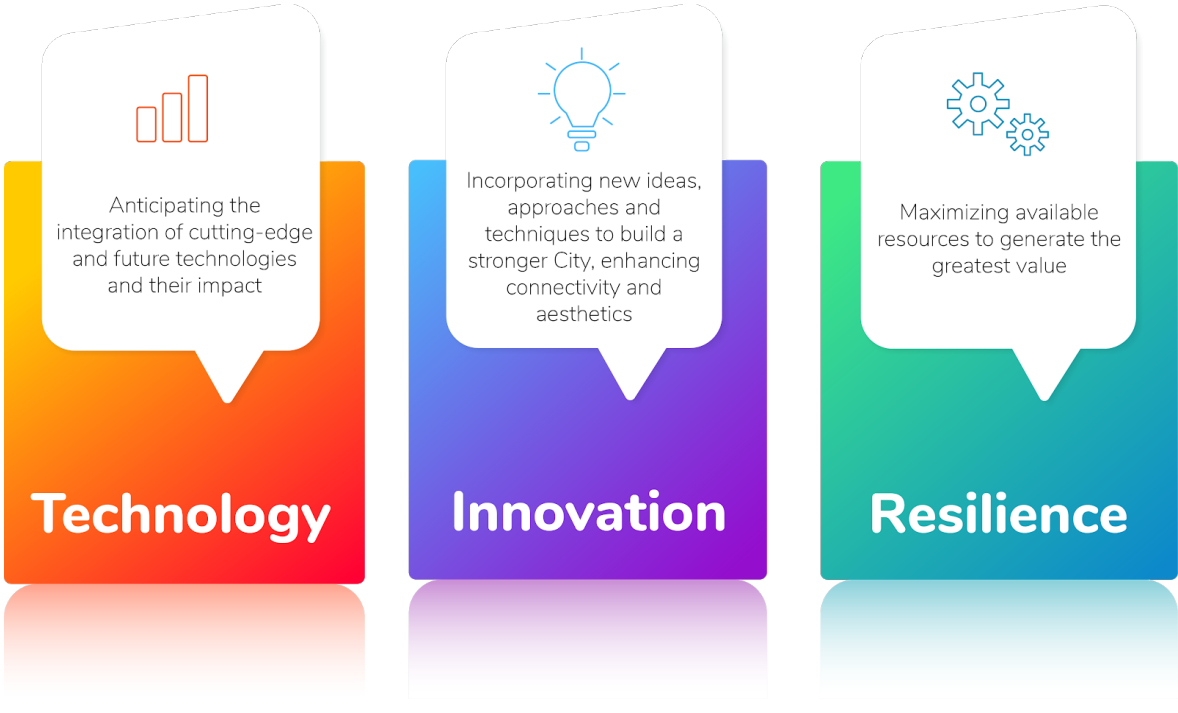 Anticipating the
integration of cutting-edge
and future technologies
and their impact
Technology
Incorporating new ideas,
approaches and
techniques to build a
stronger City, enhancing
connectivity and
aesthetics
Innovation
Maximizing available
resources to generate the
greatest value
Resilience